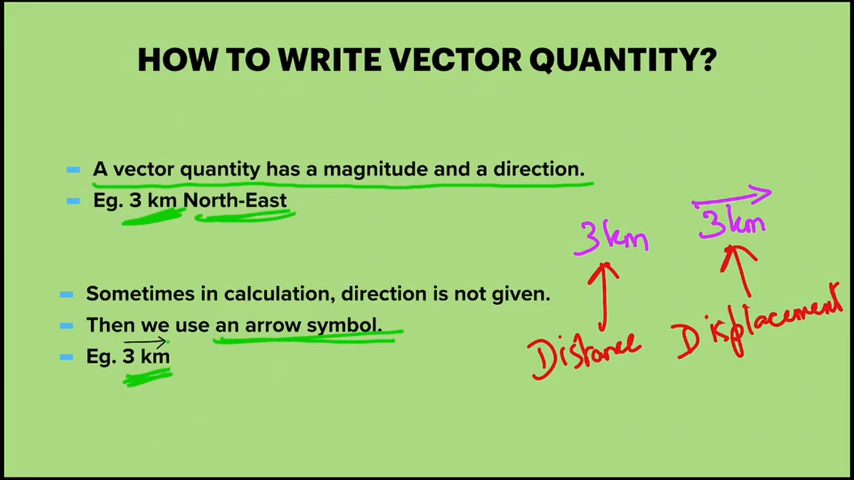 HOW TO WRITE VECTOR QUANTITY?
A vector quantity has a magnitude and a direction.
Eg. 3 km North-East
Sometimes in calculation, direction is not given.
Then we use an arrow symbol.
Eg. 3 km
3km
3km
Distance
Displacement